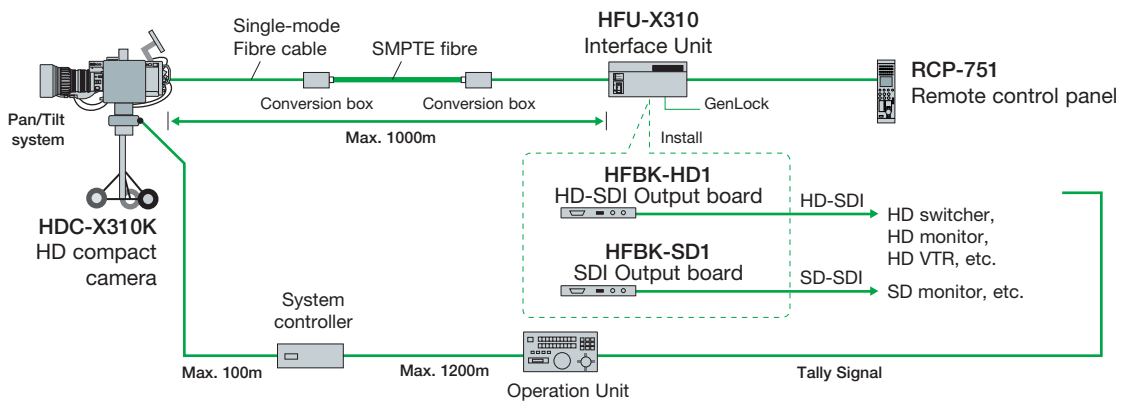 Single-mode
Fibre cable
SMPTE fibre
HFU-X310
Interface Unit
RCP-751
Remote control panel
Conversion box
Conversion box
GenLock
Pan/Tilt
system
Max. 1000m
Install
HDC-X310K
HD compact
camera
HFBK-HD1
HD-SDI Output board
HD-SDI
HD switcher,
HD monitor,
HD VTR, etc.
HFBK-SD1
SDI Output board
SD-SDI
SD monitor, etc.
System
controller
Max. 100m
Max. 1200m
Operation Unit
Tally Signal